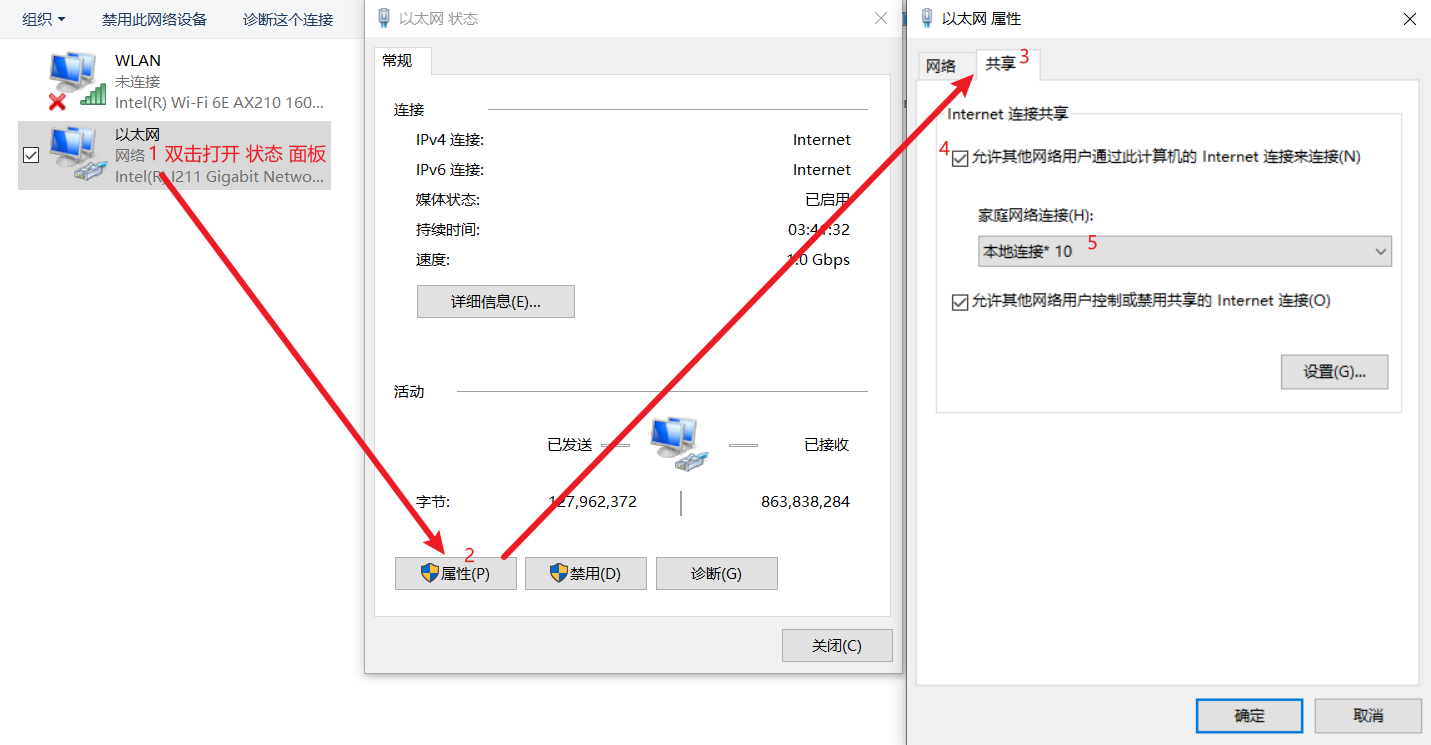 组织 禁用此网络设备 诊断这个连接
WLAN
未连接
Intel(R) Wi-Fi 6E AX210 160...
以太网
网络 1 双击打开 状态 面板
Intel(R) I211 Gigabit Netwo...
以太网 状态
常规
连接
IPv4 连接: Internet
IPv6 连接: Internet
媒体状态: 已启用
持续时间: 03:41:32
速度: 1.0 Gbps
详细信息(E)...
活动
已发送 已接收
字节: 127,962,372 863,838,284
2
属性(P) 禁用(D) 诊断(G)
关闭(C)
以太网 属性
网络 共享 3
Internet 连接共享
4 允许其他网络用户通过此计算机的 Internet 连接来连接(N)
家庭网络连接(H):
本地连接* 10 5
允许其他网络用户控制或禁用共享的 Internet 连接(O)
设置(G)...
确定 取消